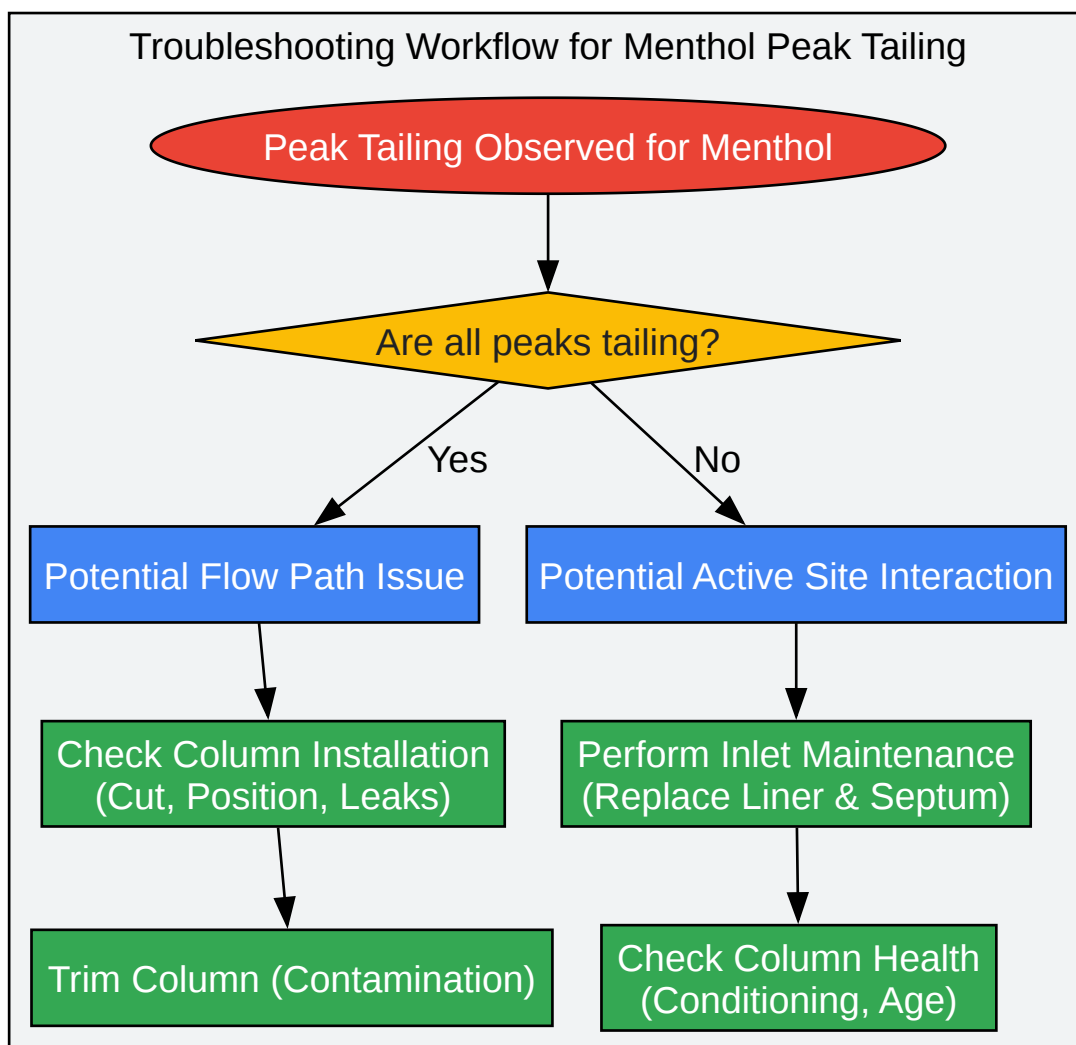 Troubleshooting Workflow for Menthol Peak Tailing
Peak Tailing Observed for Menthol
Are all peaks tailing?
Yes
No
Potential Flow Path Issue
Potential Active Site Interaction
Check Column Installation
(Cut, Position, Leaks)
Perform Inlet Maintenance
(Replace Liner & Septum)
Trim Column (Contamination)
Check Column Health
(Conditioning, Age)